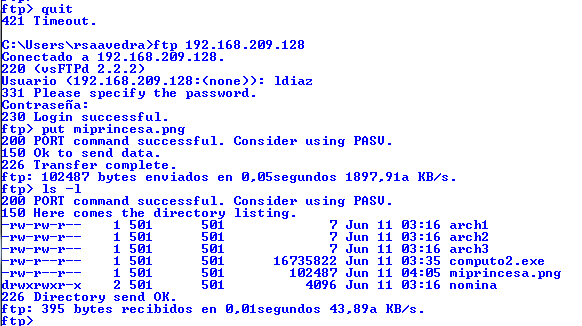 ftp> quit
421 Timeout.
C:\Users\rsaavedra>ftp 192.168.209.128
Conectado a 192.168.209.128.
220 (vsFTPd 2.2.2)
Usuario (192.168.209.128:(none)): ldiaz
331 Please specify the password.
Contraseña:
230 Login successful.
ftp> put miprincesa.png
200 PORT command successful. Consider using PASV.
150 Ok to send data.
226 Transfer complete.
ftp: 102487 bytes enviados en 0,05segundos 1897,91a KB/s.
ftp> ls -l
200 PORT command successful. Consider using PASV.
150 Here comes the directory listing.
-rw-rw-r-- 1 501 501 7 Jun 11 03:16 arch1
-rw-rw-r-- 1 501 501 7 Jun 11 03:16 arch2
-rw-rw-r-- 1 501 501 7 Jun 11 03:16 arch3
-rw-r--r-- 1 501 501 16735822 Jun 11 03:35 computo2.exe
-rw-r--r-- 1 501 501 102487 Jun 11 04:05 miprincesa.png
drwxrwxr-x 2 501 501 4096 Jun 11 03:16 nomina
226 Directory send OK.
ftp: 395 bytes recibidos en 0,01segundos 43,89a KB/s.
ftp>